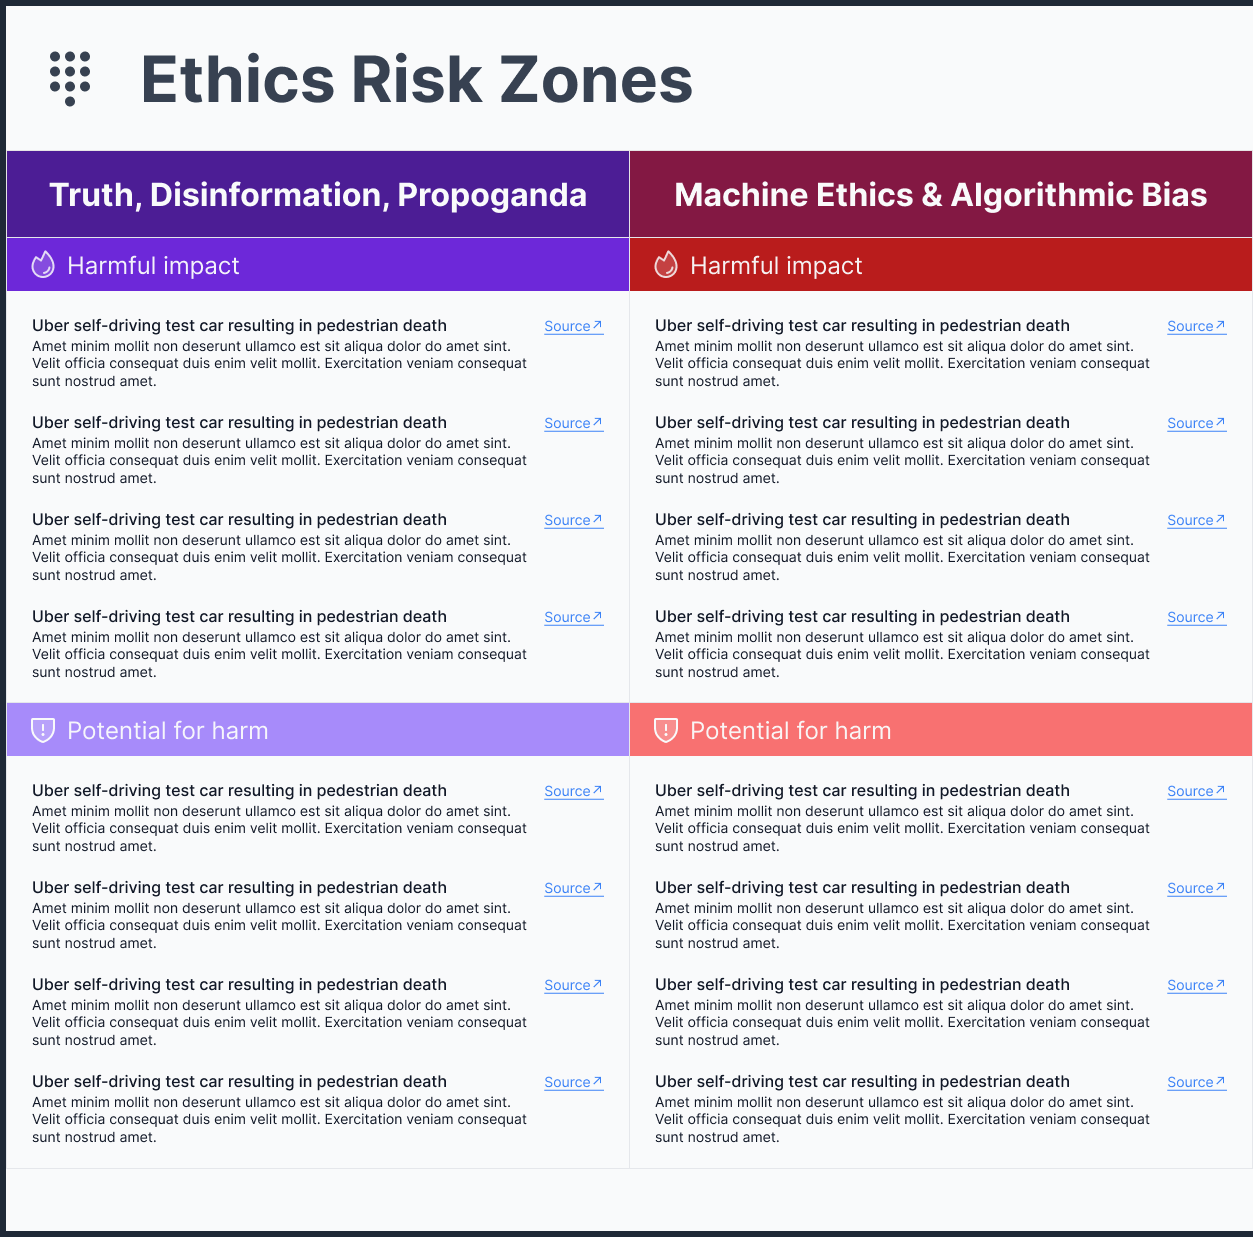 Ethics Risk Zones
Truth, Disinformation, Propoganda
Harmful impact
Uber self-driving test car resulting in pedestrian death
Source↗
Amet minim mollit non deserunt ullamco est sit aliqua dolor do amet sint.
Velit officia consequat duis enim velit mollit. Exercitation veniam consequat
sunt nostrud amet.
Uber self-driving test car resulting in pedestrian death
Source↗
Amet minim mollit non deserunt ullamco est sit aliqua dolor do amet sint.
Velit officia consequat duis enim velit mollit. Exercitation veniam consequat
sunt nostrud amet.
Uber self-driving test car resulting in pedestrian death
Source↗
Amet minim mollit non deserunt ullamco est sit aliqua dolor do amet sint.
Velit officia consequat duis enim velit mollit. Exercitation veniam consequat
sunt nostrud amet.
Uber self-driving test car resulting in pedestrian death
Source↗
Amet minim mollit non deserunt ullamco est sit aliqua dolor do amet sint.
Velit officia consequat duis enim velit mollit. Exercitation veniam consequat
sunt nostrud amet.
Potential for harm
Uber self-driving test car resulting in pedestrian death
Source↗
Amet minim mollit non deserunt ullamco est sit aliqua dolor do amet sint.
Velit officia consequat duis enim velit mollit. Exercitation veniam consequat
sunt nostrud amet.
Uber self-driving test car resulting in pedestrian death
Source↗
Amet minim mollit non deserunt ullamco est sit aliqua dolor do amet sint.
Velit officia consequat duis enim velit mollit. Exercitation veniam consequat
sunt nostrud amet.
Uber self-driving test car resulting in pedestrian death
Source↗
Amet minim mollit non deserunt ullamco est sit aliqua dolor do amet sint.
Velit officia consequat duis enim velit mollit. Exercitation veniam consequat
sunt nostrud amet.
Uber self-driving test car resulting in pedestrian death
Source↗
Amet minim mollit non deserunt ullamco est sit aliqua dolor do amet sint.
Velit officia consequat duis enim velit mollit. Exercitation veniam consequat
sunt nostrud amet.
Machine Ethics & Algorithmic Bias
Harmful impact
Uber self-driving test car resulting in pedestrian death
Source↗
Amet minim mollit non deserunt ullamco est sit aliqua dolor do amet sint.
Velit officia consequat duis enim velit mollit. Exercitation veniam consequat
sunt nostrud amet.
Uber self-driving test car resulting in pedestrian death
Source↗
Amet minim mollit non deserunt ullamco est sit aliqua dolor do amet sint.
Velit officia consequat duis enim velit mollit. Exercitation veniam consequat
sunt nostrud amet.
Uber self-driving test car resulting in pedestrian death
Source↗
Amet minim mollit non deserunt ullamco est sit aliqua dolor do amet sint.
Velit officia consequat duis enim velit mollit. Exercitation veniam consequat
sunt nostrud amet.
Uber self-driving test car resulting in pedestrian death
Source↗
Amet minim mollit non deserunt ullamco est sit aliqua dolor do amet sint.
Velit officia consequat duis enim velit mollit. Exercitation veniam consequat
sunt nostrud amet.
Potential for harm
Uber self-driving test car resulting in pedestrian death
Source↗
Amet minim mollit non deserunt ullamco est sit aliqua dolor do amet sint.
Velit officia consequat duis enim velit mollit. Exercitation veniam consequat
sunt nostrud amet.
Uber self-driving test car resulting in pedestrian death
Source↗
Amet minim mollit non deserunt ullamco est sit aliqua dolor do amet sint.
Velit officia consequat duis enim velit mollit. Exercitation veniam consequat
sunt nostrud amet.
Uber self-driving test car resulting in pedestrian death
Source↗
Amet minim mollit non deserunt ullamco est sit aliqua dolor do amet sint.
Velit officia consequat duis enim velit mollit. Exercitation veniam consequat
sunt nostrud amet.
Uber self-driving test car resulting in pedestrian death
Source↗
Amet minim mollit non deserunt ullamco est sit aliqua dolor do amet sint.
Velit officia consequat duis enim velit mollit. Exercitation veniam consequat
sunt nostrud amet.